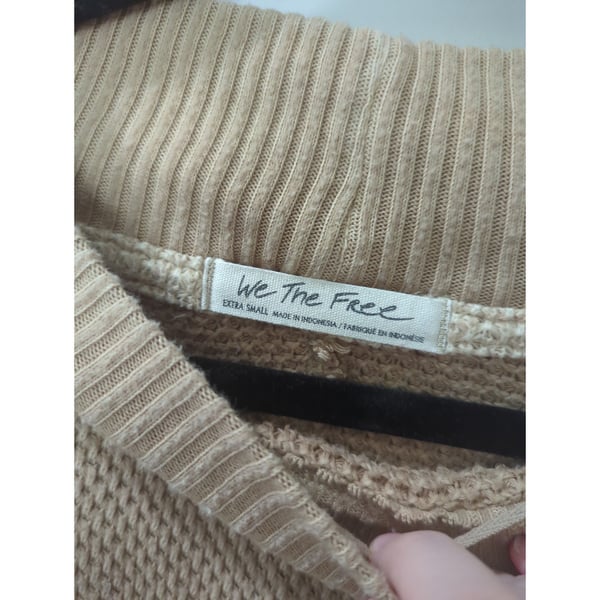 We The Free
EXTRA SMALL MADE IN INDONESIA / FABRIQUÉ EN INDONÉSIE